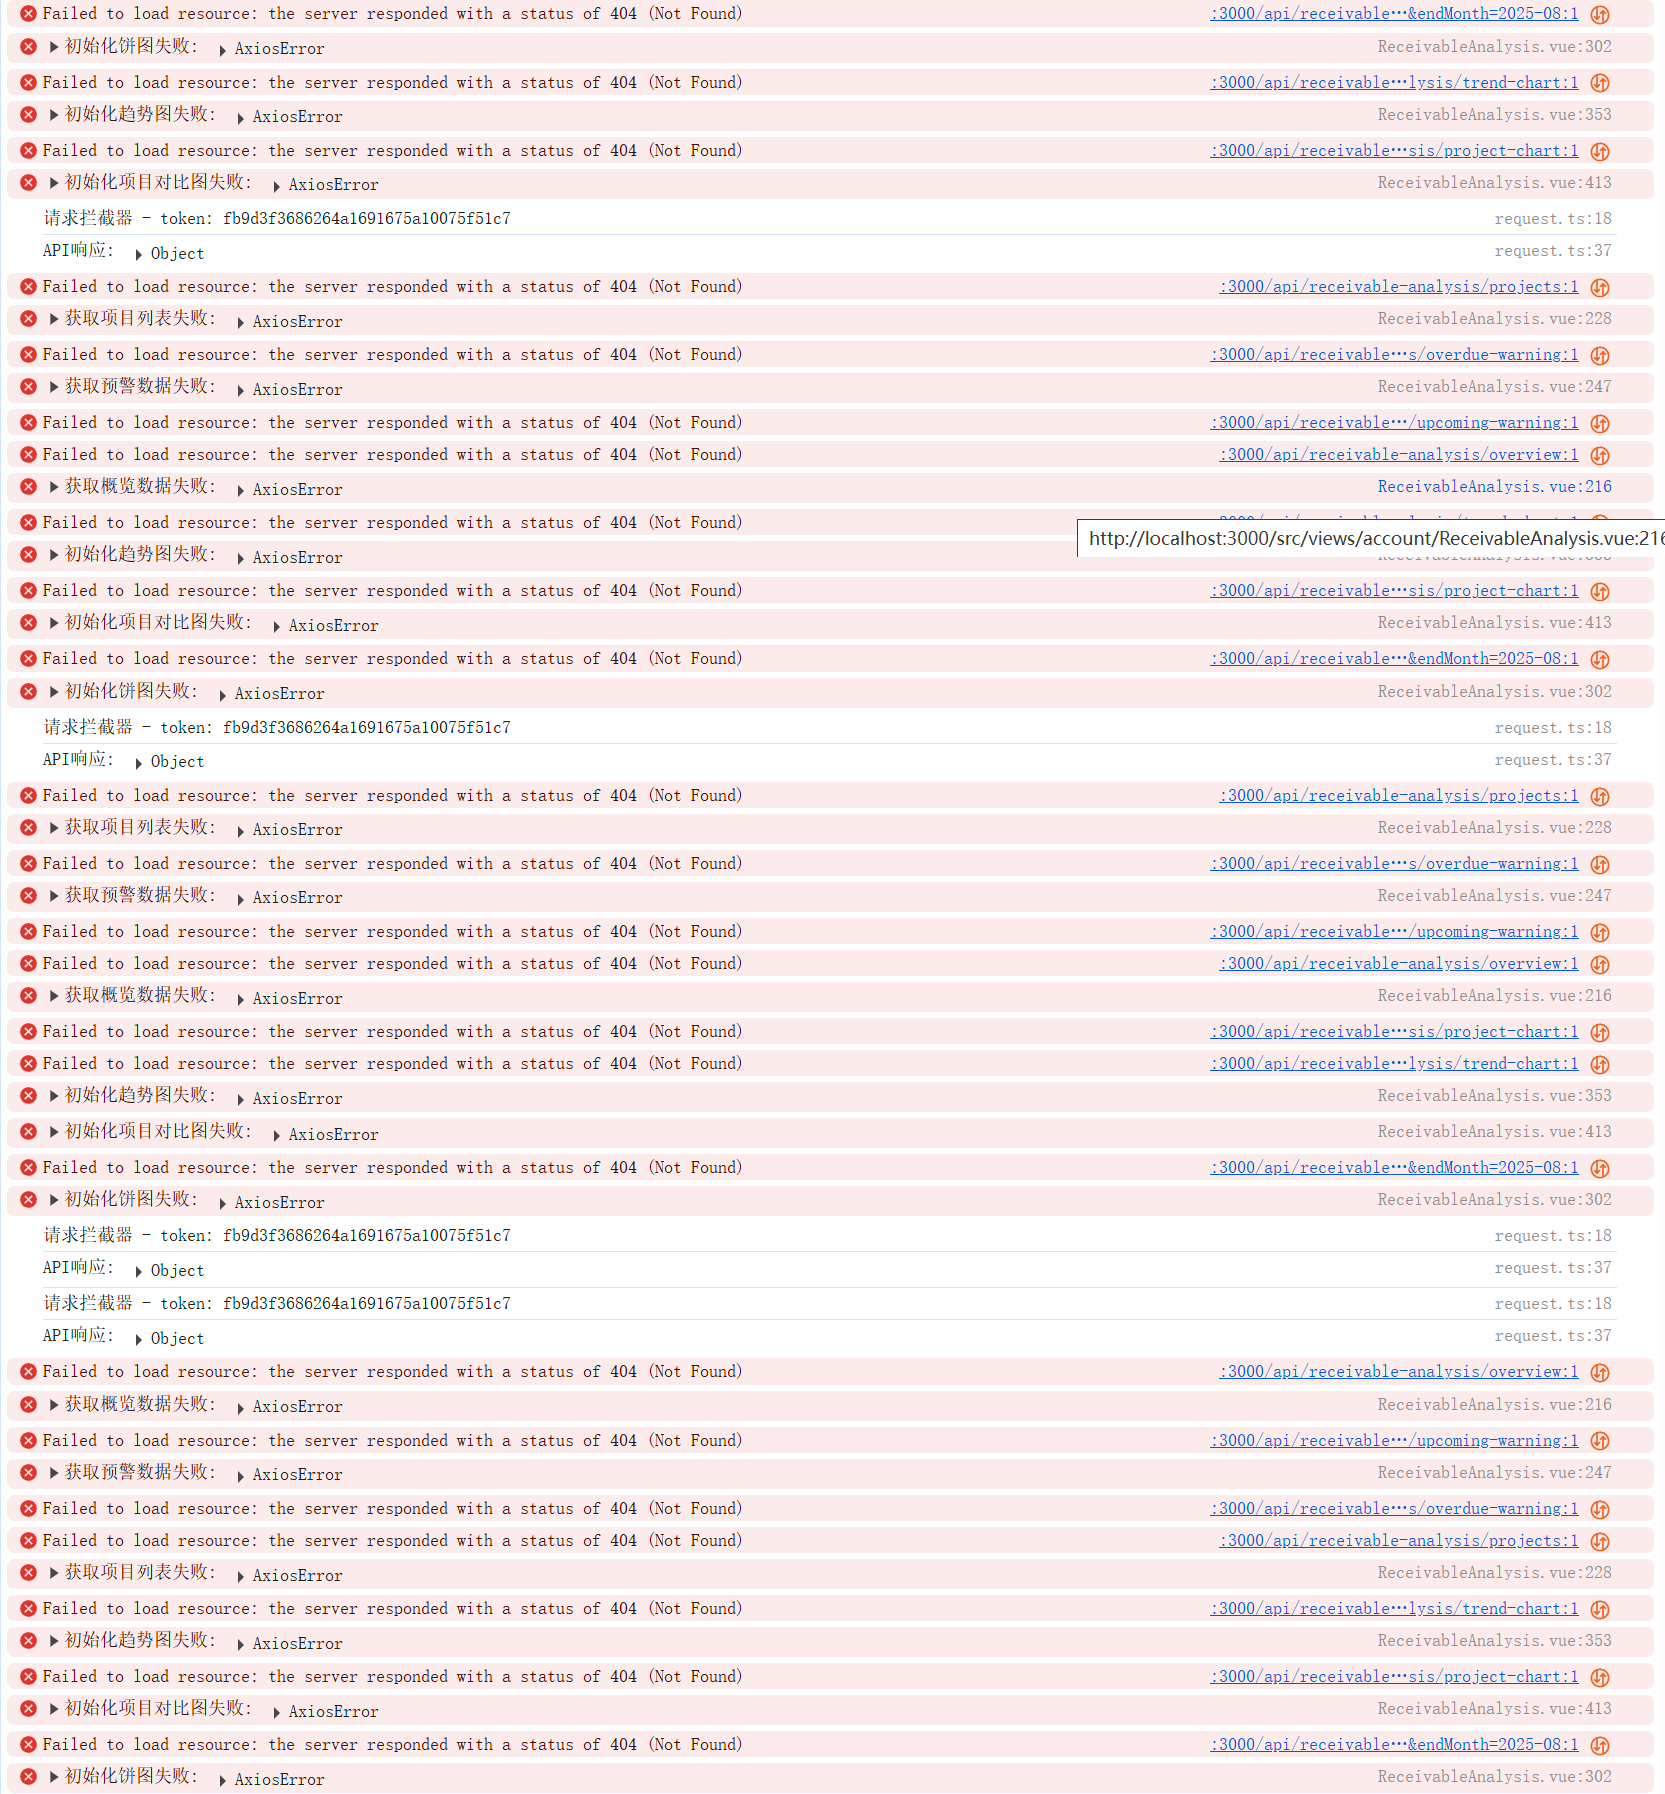 Failed to load resource: the server responded with a status of 404 (Not Found) :3000/api/receivable…&endMonth=2025-08:1
初始化饼图失败: AxiosError ReceivableAnalysis.vue:302
Failed to load resource: the server responded with a status of 404 (Not Found) :3000/api/receivable…lysis/trend-chart:1
初始化趋势图失败: AxiosError ReceivableAnalysis.vue:353
Failed to load resource: the server responded with a status of 404 (Not Found) :3000/api/receivable…sis/project-chart:1
初始化项目对比图失败: AxiosError ReceivableAnalysis.vue:413
请求拦截器 - token: fb9d3f3686264a1691675a10075f51c7 request.ts:18
API响应: Object request.ts:37
Failed to load resource: the server responded with a status of 404 (Not Found) :3000/api/receivable-analysis/projects:1
获取项目列表失败: AxiosError ReceivableAnalysis.vue:228
Failed to load resource: the server responded with a status of 404 (Not Found) :3000/api/receivable…s/overdue-warning:1
获取预警数据失败: AxiosError ReceivableAnalysis.vue:247
Failed to load resource: the server responded with a status of 404 (Not Found) :3000/api/receivable…/upcoming-warning:1
Failed to load resource: the server responded with a status of 404 (Not Found) :3000/api/receivable-analysis/overview:1
获取概览数据失败: AxiosError ReceivableAnalysis.vue:216
Failed to load resource: the server responded with a status of 404 (Not Found)
http://localhost:3000/src/views/account/ReceivableAnalysis.vue:216
初始化趋势图失败: AxiosError
Failed to load resource: the server responded with a status of 404 (Not Found) :3000/api/receivable…sis/project-chart:1
初始化项目对比图失败: AxiosError ReceivableAnalysis.vue:413
Failed to load resource: the server responded with a status of 404 (Not Found) :3000/api/receivable…&endMonth=2025-08:1
初始化饼图失败: AxiosError ReceivableAnalysis.vue:302
请求拦截器 - token: fb9d3f3686264a1691675a10075f51c7 request.ts:18
API响应: Object request.ts:37
Failed to load resource: the server responded with a status of 404 (Not Found) :3000/api/receivable-analysis/projects:1
获取项目列表失败: AxiosError ReceivableAnalysis.vue:228
Failed to load resource: the server responded with a status of 404 (Not Found) :3000/api/receivable…s/overdue-warning:1
获取预警数据失败: AxiosError ReceivableAnalysis.vue:247
Failed to load resource: the server responded with a status of 404 (Not Found) :3000/api/receivable…/upcoming-warning:1
Failed to load resource: the server responded with a status of 404 (Not Found) :3000/api/receivable-analysis/overview:1
获取概览数据失败: AxiosError ReceivableAnalysis.vue:216
Failed to load resource: the server responded with a status of 404 (Not Found) :3000/api/receivable…sis/project-chart:1
Failed to load resource: the server responded with a status of 404 (Not Found) :3000/api/receivable…lysis/trend-chart:1
初始化趋势图失败: AxiosError ReceivableAnalysis.vue:353
初始化项目对比图失败: AxiosError ReceivableAnalysis.vue:413
Failed to load resource: the server responded with a status of 404 (Not Found) :3000/api/receivable…&endMonth=2025-08:1
初始化饼图失败: AxiosError ReceivableAnalysis.vue:302
请求拦截器 - token: fb9d3f3686264a1691675a10075f51c7 request.ts:18
API响应: Object request.ts:37
请求拦截器 - token: fb9d3f3686264a1691675a10075f51c7 request.ts:18
API响应: Object request.ts:37
Failed to load resource: the server responded with a status of 404 (Not Found) :3000/api/receivable-analysis/overview:1
获取概览数据失败: AxiosError ReceivableAnalysis.vue:216
Failed to load resource: the server responded with a status of 404 (Not Found) :3000/api/receivable…/upcoming-warning:1
获取预警数据失败: AxiosError ReceivableAnalysis.vue:247
Failed to load resource: the server responded with a status of 404 (Not Found) :3000/api/receivable…s/overdue-warning:1
Failed to load resource: the server responded with a status of 404 (Not Found) :3000/api/receivable-analysis/projects:1
获取项目列表失败: AxiosError ReceivableAnalysis.vue:228
Failed to load resource: the server responded with a status of 404 (Not Found) :3000/api/receivable…lysis/trend-chart:1
初始化趋势图失败: AxiosError ReceivableAnalysis.vue:353
Failed to load resource: the server responded with a status of 404 (Not Found) :3000/api/receivable…sis/project-chart:1
初始化项目对比图失败: AxiosError ReceivableAnalysis.vue:413
Failed to load resource: the server responded with a status of 404 (Not Found) :3000/api/receivable…&endMonth=2025-08:1
初始化饼图失败: AxiosError ReceivableAnalysis.vue:302